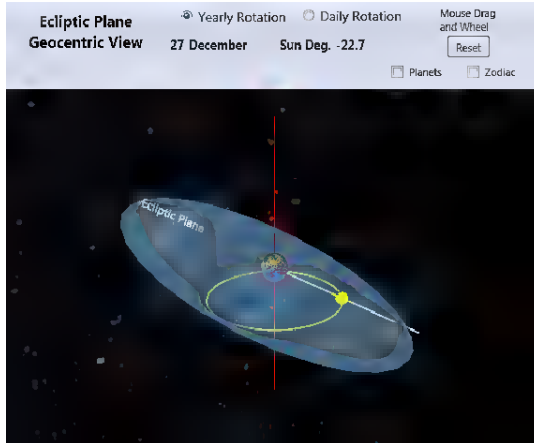 Ecliptic Plane
Geocentric View
Yearly Rotation
Daily Rotation
27 December
Sun Deg. -22.7
Mouse Drag
and Wheel
Reset
Planets
Zodiac
Ecliptic Plane